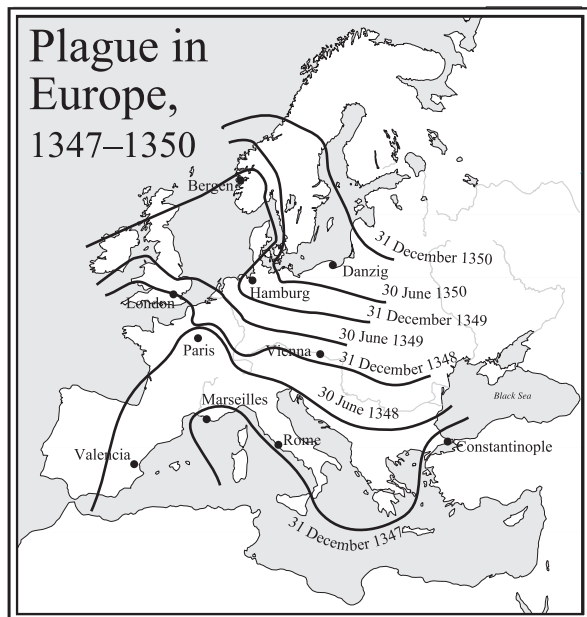 Plague in
Europe,
1347–1350
Bergen
31 December 1350
Danzig
30 June 1350
Hamburg
31 December 1349
London
30 June 1349
Paris
Vienna
31 December 1348
30 June 1348
Black Sea
Marseilles
Rome
Constantinople
Valencia
31 December 1347